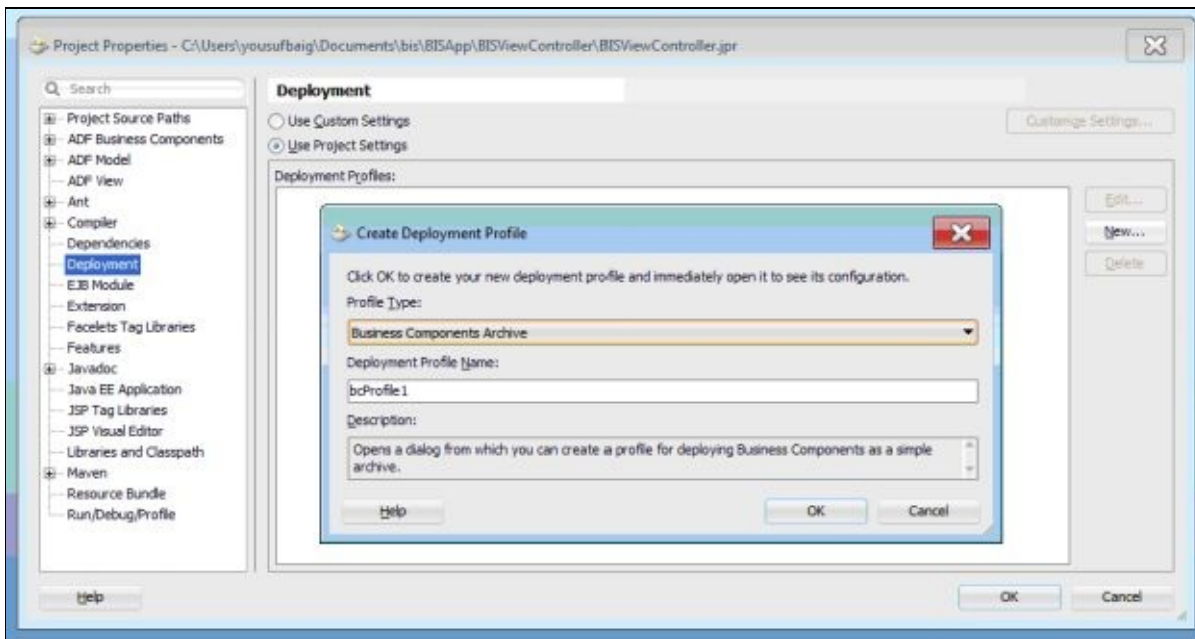 Project Properties - C:\Users\yousufbaig\Documents\bis\BISApp\BISViewController\BISViewController.jpr
Search
Project Source Paths
ADF Business Components
ADF Model
ADF View
Ant
Compiler
Dependencies
Deployment
EJB Module
Extension
Facelets Tag Libraries
Features
Javadoc
Java EE Application
JSP Tag Libraries
JSP Visual Editor
Libraries and Classpath
Maven
Resource Bundle
Run/Debug/Profile
Deployment
Use Custom Settings
Customize Settings...
Use Project Settings
Deployment Profiles:
Edit...
New...
Delete
Create Deployment Profile
Click OK to create your new deployment profile and immediately open it to see its configuration.
Profile Type:
Business Components Archive
Deployment Profile Name:
bcProfile1
Description:
Opens a dialog from which you can create a profile for deploying Business Components as a simple
archive.
Help
OK
Cancel
Help
OK
Cancel